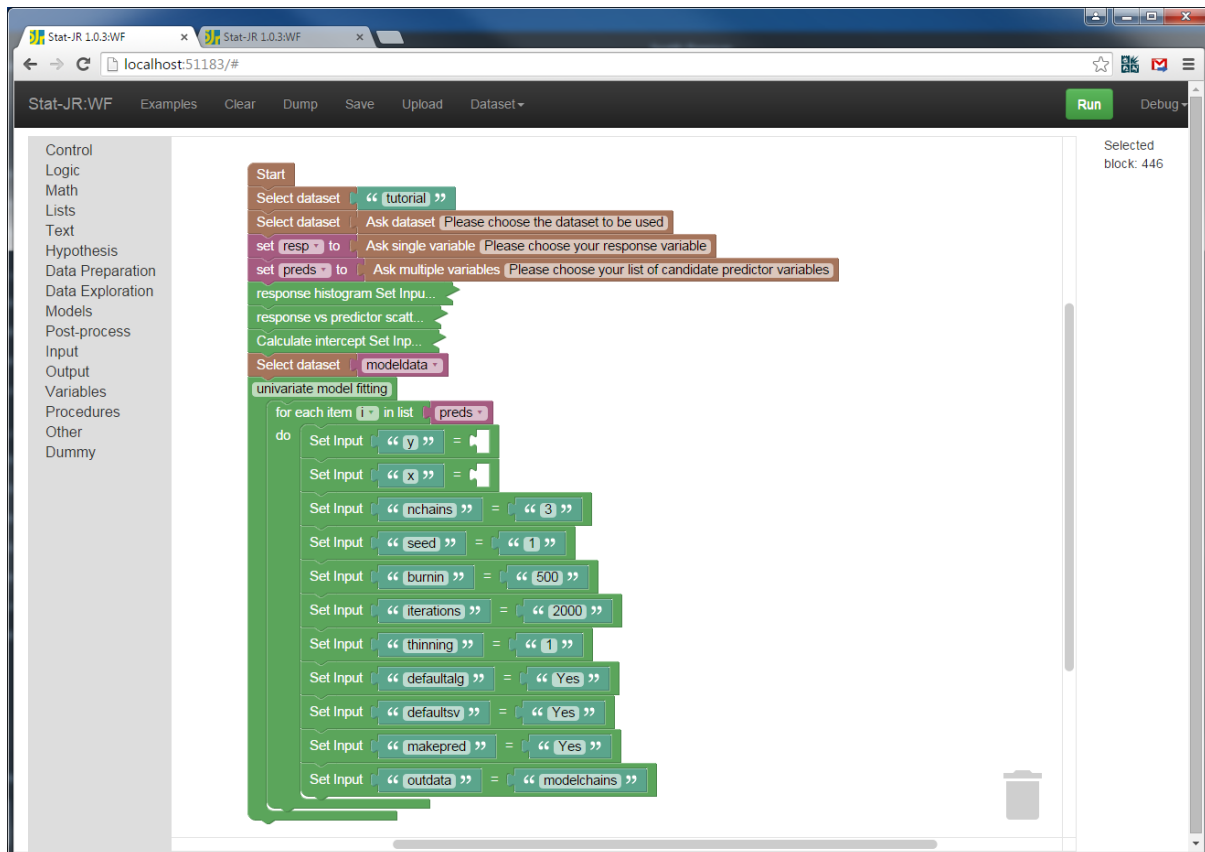 Stat-JR 1.0.3:WF
Stat-JR 1.0.3:WF
localhost:51183/#
Stat-JR:WF Examples Clear Dump Save Upload Dataset Run Debug
Control
Logic
Math
Lists
Text
Hypothesis
Data Preparation
Data Exploration
Models
Post-process
Input
Output
Variables
Procedures
Other
Dummy
Start
Select dataset “ tutorial ”
Select dataset Ask dataset Please choose the dataset to be used
set resp to Ask single variable Please choose your response variable
set preds to Ask multiple variables Please choose your list of candidate predictor variables
response histogram Set Inpu...
response vs predictor scatt...
Calculate intercept Set Inp...
Select dataset modeldata
univariate model fitting
for each item i in list preds
do Set Input “ y ” =
Set Input “ x ” =
Set Input “ nchains ” = “ 3 ”
Set Input “ seed ” = “ 1 ”
Set Input “ burnin ” = “ 500 ”
Set Input “ iterations ” = “ 2000 ”
Set Input “ thinning ” = “ 1 ”
Set Input “ defaultalg ” = “ Yes ”
Set Input “ defaultsv ” = “ Yes ”
Set Input “ makepred ” = “ Yes ”
Set Input “ outdata ” = “ modelchains ”
Selected
block: 446